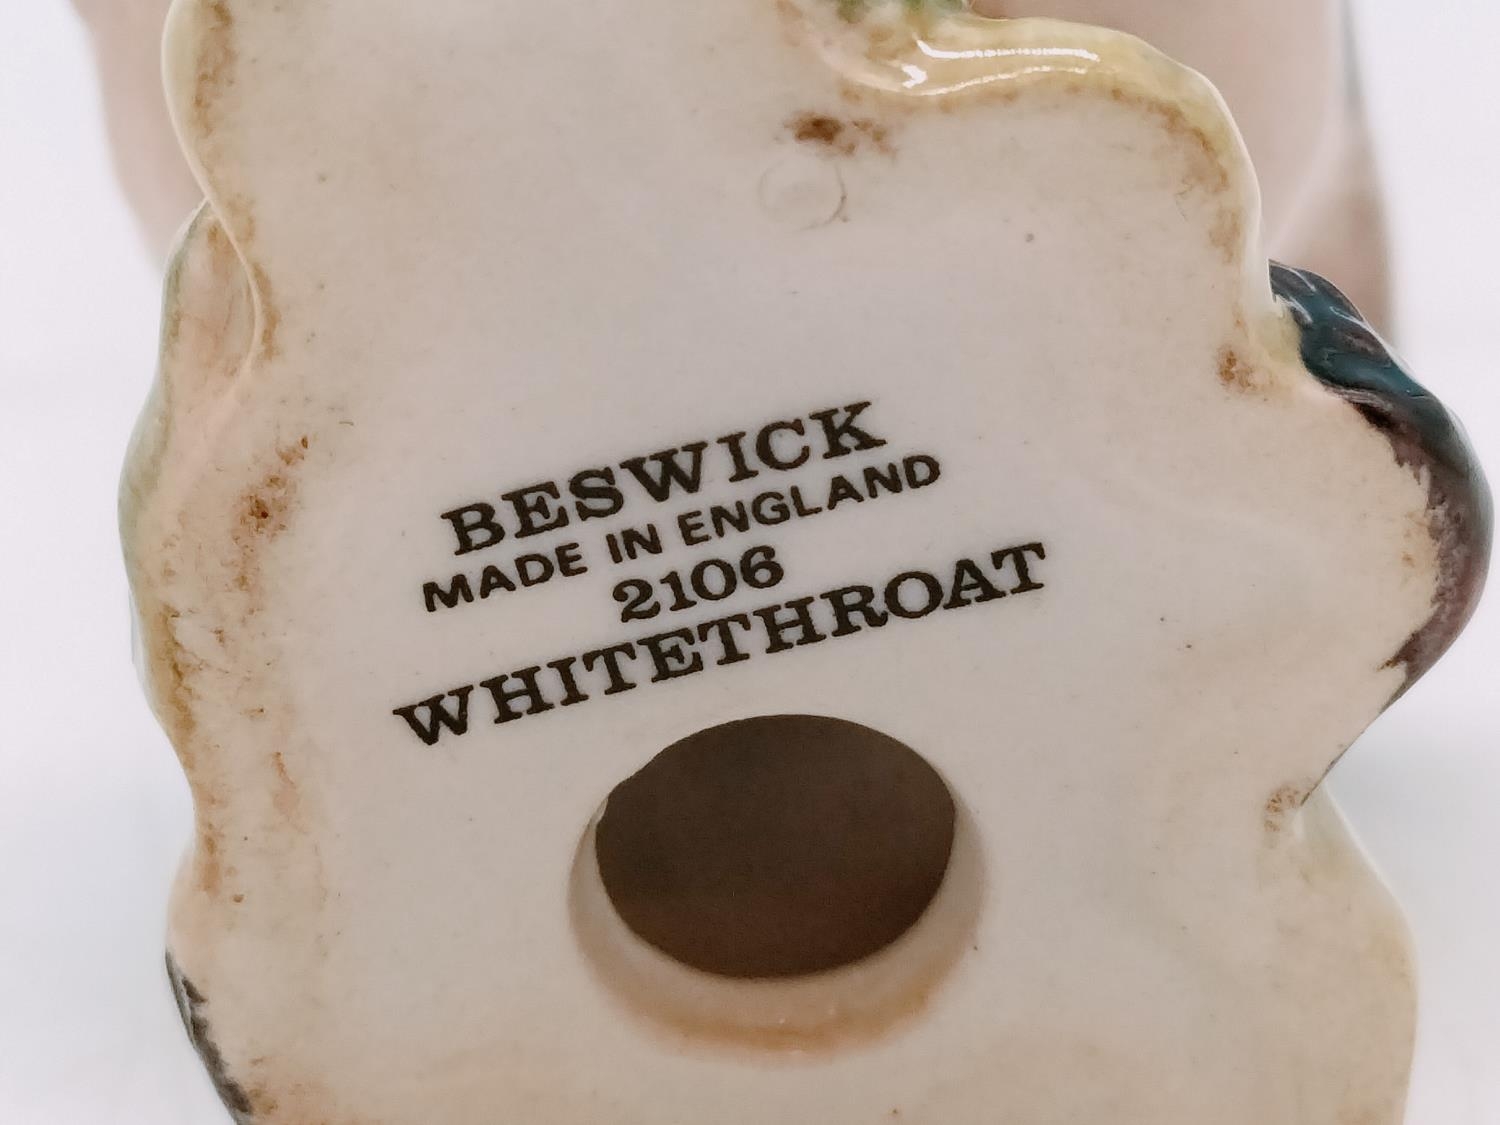 BESWICK
MADE IN ENGLAND
2106
WHITETHROAT